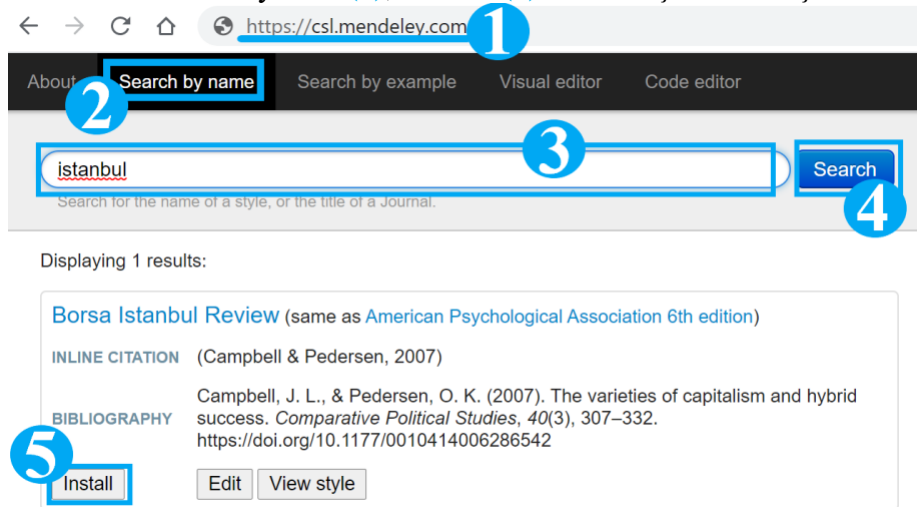 https://csl.mendeley.com
1
About Search by name Search by example Visual editor Code editor
2
3
istanbul
Search
Search for the name of a style, or the title of a Journal.
4
Displaying 1 results:
Borsa Istanbul Review (same as American Psychological Association 6th edition)
INLINE CITATION (Campbell & Pedersen, 2007)
BIBLIOGRAPHY Campbell, J. L., & Pedersen, O. K. (2007). The varieties of capitalism and hybrid
success. Comparative Political Studies, 40(3), 307–332.
https://doi.org/10.1177/0010414006286542
5
Install Edit View style